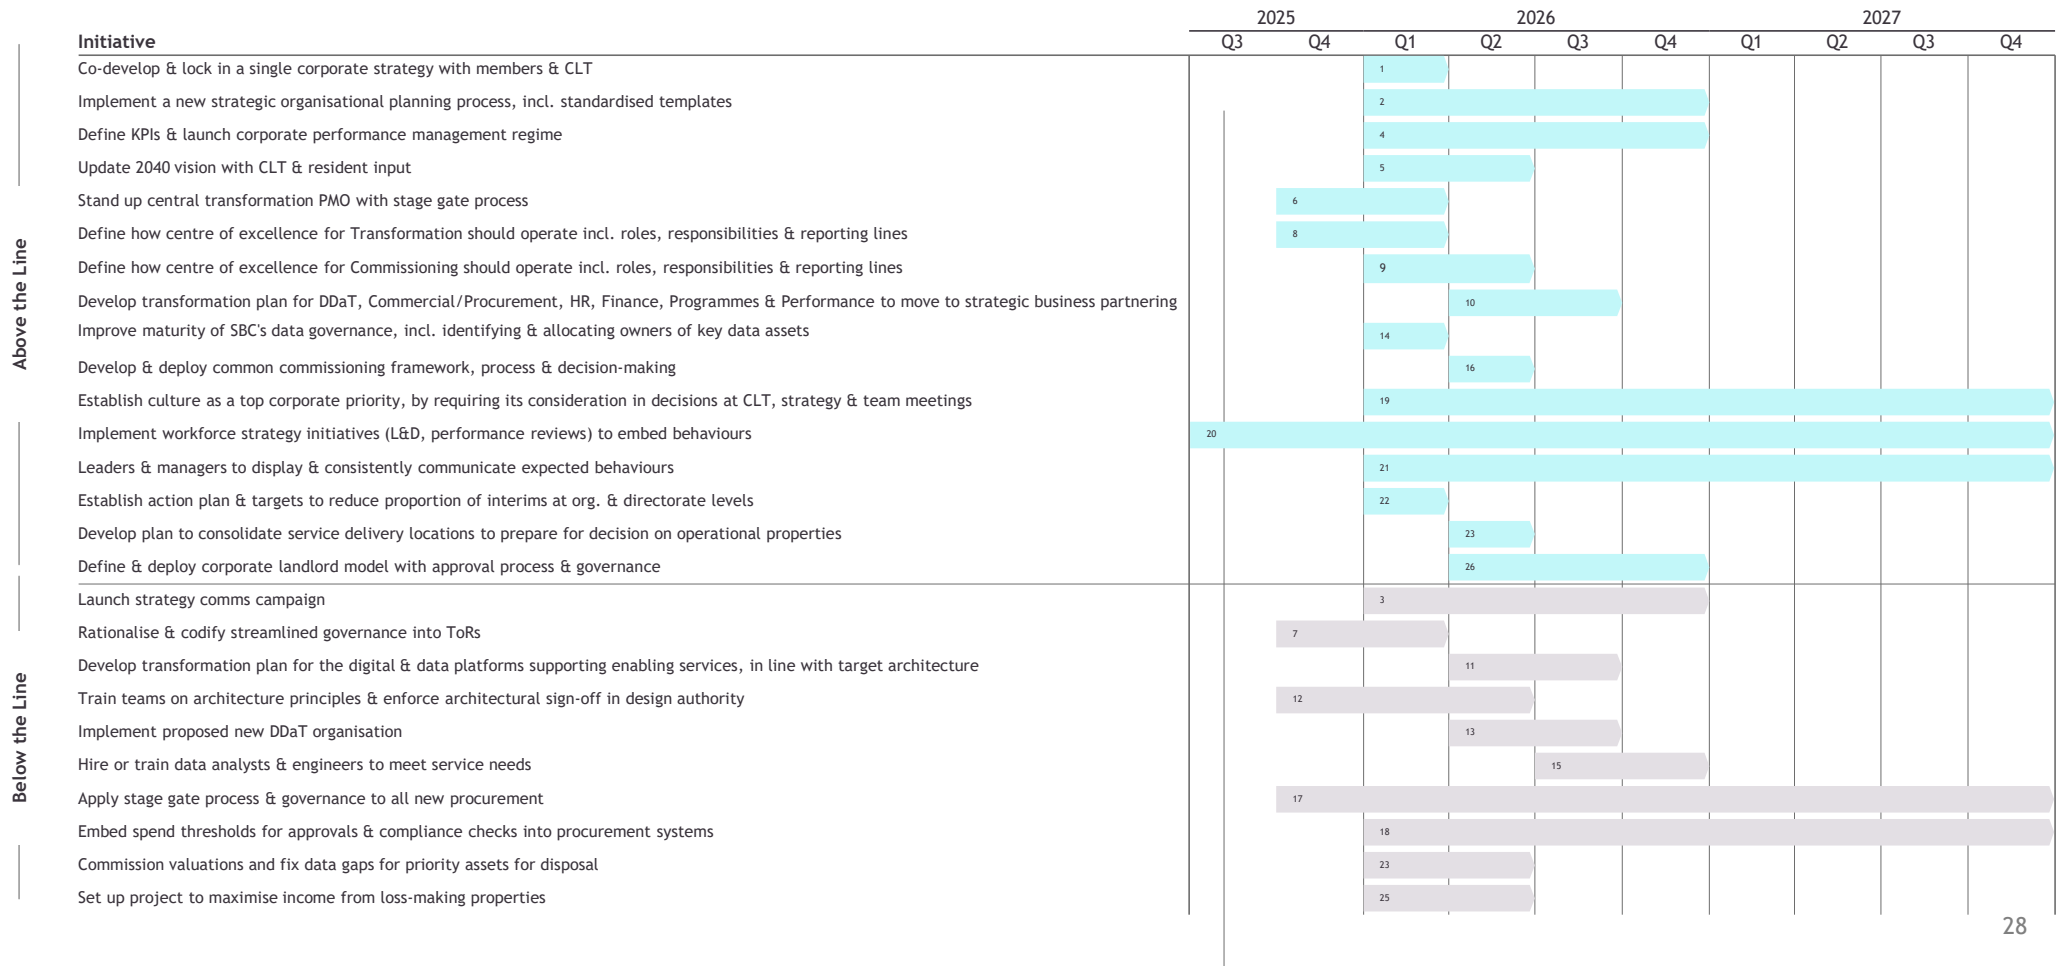 2025 2026 2027
Initiative Q3 Q4 Q1 Q2 Q3 Q4 Q1 Q2 Q3 Q4
Above the Line
Co-develop & lock in a single corporate strategy with members & CLT 1
Implement a new strategic organisational planning process, incl. standardised templates 2
Define KPIs & launch corporate performance management regime 4
Update 2040 vision with CLT & resident input 5
Stand up central transformation PMO with stage gate process 6
Define how centre of excellence for Transformation should operate incl. roles, responsibilities & reporting lines 8
Define how centre of excellence for Commissioning should operate incl. roles, responsibilities & reporting lines 9
Develop transformation plan for DDaT, Commercial/Procurement, HR, Finance, Programmes & Performance to move to strategic business partnering 10
Improve maturity of SBC's data governance, incl. identifying & allocating owners of key data assets 14
Develop & deploy common commissioning framework, process & decision-making 16
Establish culture as a top corporate priority, by requiring its consideration in decisions at CLT, strategy & team meetings 19
Implement workforce strategy initiatives (L&D, performance reviews) to embed behaviours 20
Leaders & managers to display & consistently communicate expected behaviours 21
Establish action plan & targets to reduce proportion of interims at org. & directorate levels 22
Develop plan to consolidate service delivery locations to prepare for decision on operational properties 23
Define & deploy corporate landlord model with approval process & governance 26
Below the Line
Launch strategy comms campaign 3
Rationalise & codify streamlined governance into ToRs 7
Develop transformation plan for the digital & data platforms supporting enabling services, in line with target architecture 11
Train teams on architecture principles & enforce architectural sign-off in design authority 12
Implement proposed new DDaT organisation 13
Hire or train data analysts & engineers to meet service needs 15
Apply stage gate process & governance to all new procurement 17
Embed spend thresholds for approvals & compliance checks into procurement systems 18
Commission valuations and fix data gaps for priority assets for disposal 23
Set up project to maximise income from loss-making properties 25
28